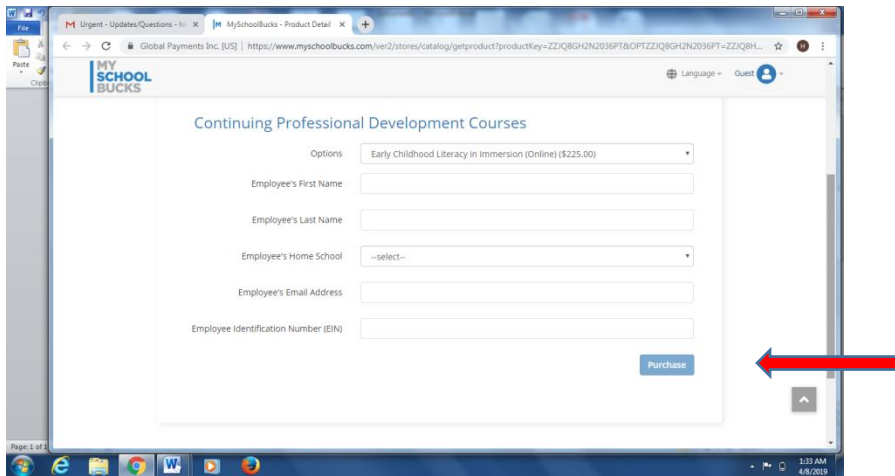 File
Urgent - Updates/Questions - hi
MySchoolBucks - Product Detail
Global Payments Inc. [US] | https://www.myschoolbucks.com/ver2/stores/catalog/getproduct?productKey=ZZJQ8GH2N2036PT&OPTZZJQ8GH2N2036PT=ZZJQ8H...
H
Paste
Clipb
MY
SCHOOL
BUCKS
Language
Guest
Continuing Professional Development Courses
Options
Early Childhood Literacy in Immersion (Online) ($225.00)
Employee's First Name
Employee's Last Name
Employee's Home School
--select--
Employee's Email Address
Employee Identification Number (EIN)
Purchase
Page: 1 of 1
1:33 AM
4/8/2019